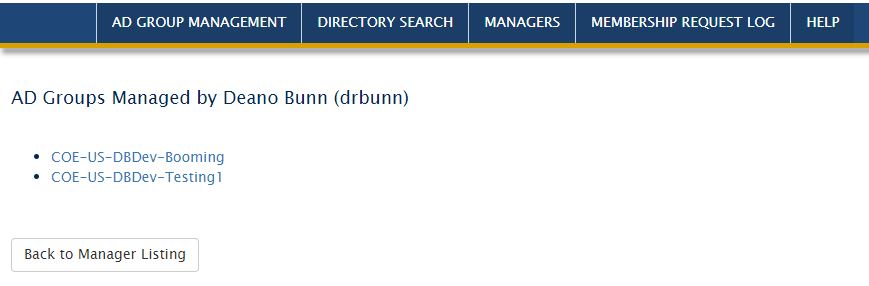 AD GROUP MANAGEMENT DIRECTORY SEARCH MANAGERS MEMBERSHIP REQUEST LOG HELP
AD Groups Managed by Deano Bunn (drbunn)
COE-US-DBDev-Booming
COE-US-DBDev-Testing1
Back to Manager Listing